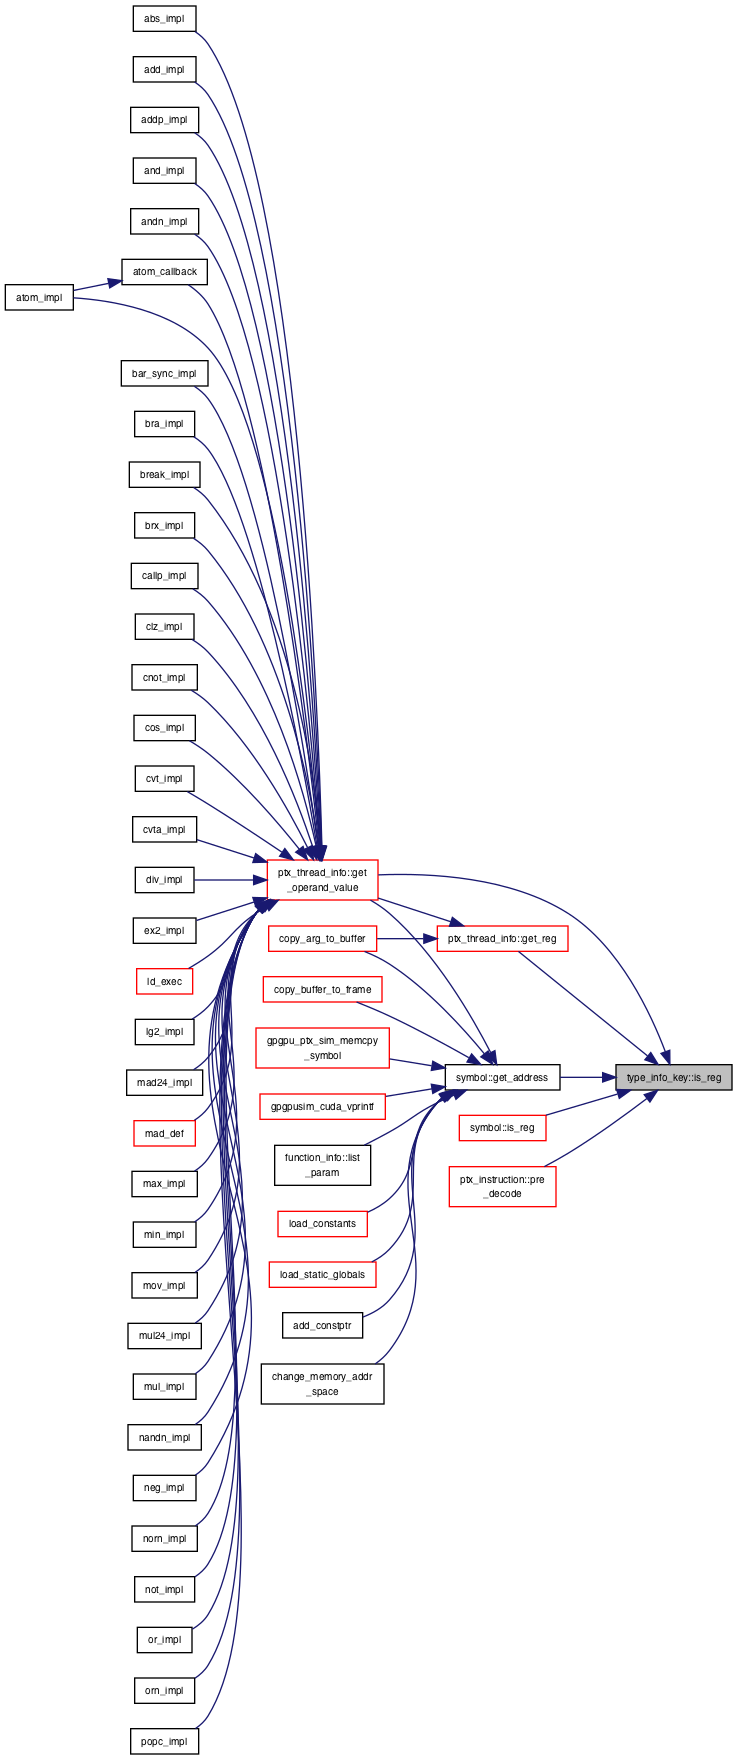 abs_impl
add_impl
addp_impl
and_impl
andn_impl
atom_callback
atom_impl
bar_sync_impl
bra_impl
break_impl
brx_impl
callp_impl
clz_impl
cnot_impl
cos_impl
cvt_impl
cvta_impl
div_impl
ex2_impl
ld_exec
lg2_impl
mad24_impl
mad_def
max_impl
min_impl
mov_impl
mul24_impl
mul_impl
nandn_impl
neg_impl
norn_impl
not_impl
or_impl
orn_impl
popc_impl
ptx_thread_info::get
_operand_value
copy_arg_to_buffer
copy_buffer_to_frame
gpgpu_ptx_sim_memcpy
_symbol
gpgpusim_cuda_vprintf
function_info::list
_param
load_constants
load_static_globals
add_constptr
change_memory_addr
_space
ptx_thread_info::get_reg
symbol::get_address
symbol::is_reg
ptx_instruction::pre
_decode
type_info_key::is_reg